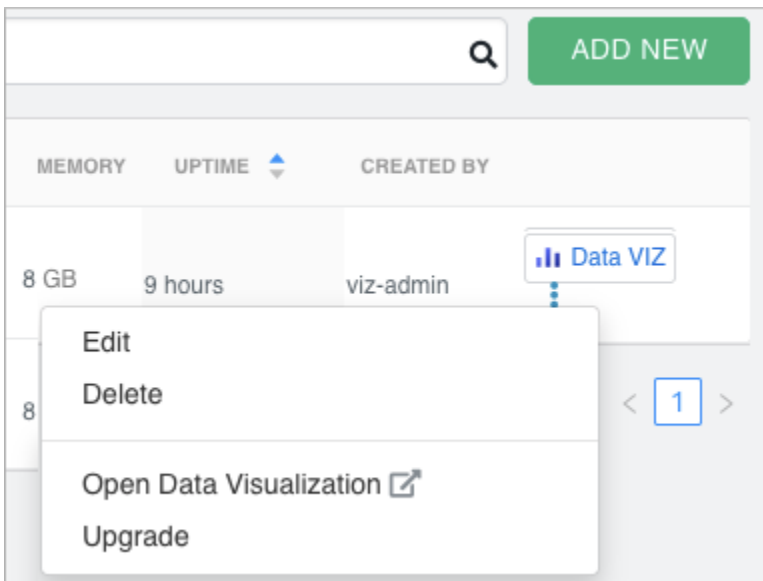 ADD NEW
MEMORY UPTIME CREATED BY
8 GB 9 hours viz-admin Data VIZ
Edit
Delete
8
1
Open Data Visualization
Upgrade